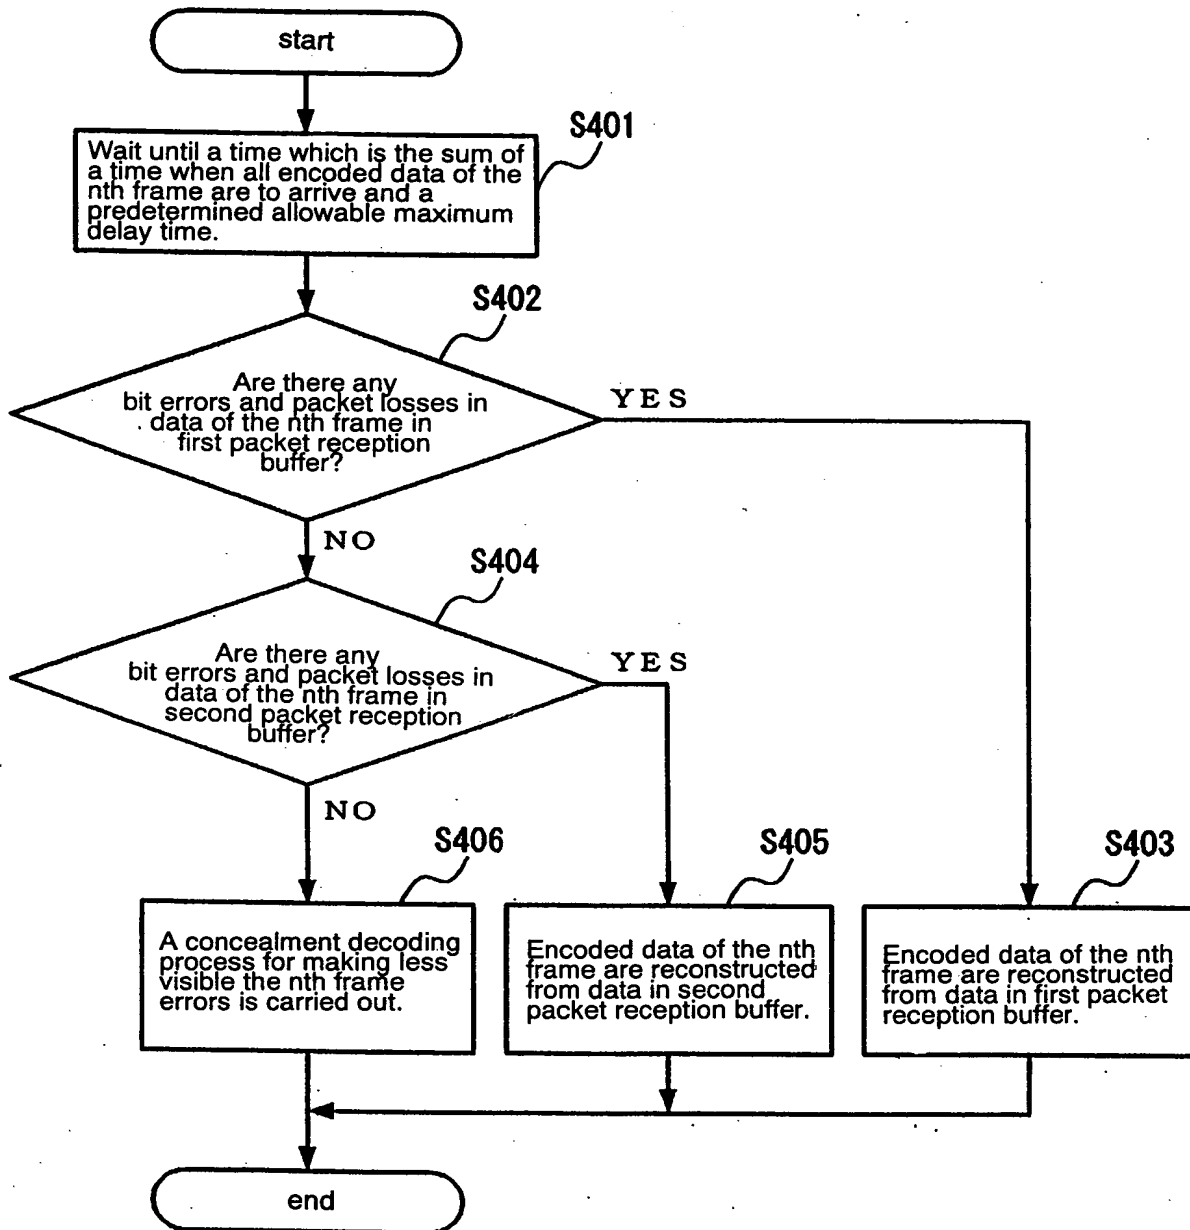 start
S401
Wait until a time which is the sum of
a time when all encoded data of the
nth frame are to arrive and a
predetermined allowable maximum
delay time.
S402
Are there any
bit errors and packet losses in
data of the nth frame in
first packet reception
buffer?
YES
NO
S404
Are there any
bit errors and packet losses in
data of the nth frame in
second packet reception
buffer?
YES
NO
S406
A concealment decoding
process for making less
visible the nth frame
errors is carried out.
S405
Encoded data of the nth
frame are reconstructed
from data in second
packet reception buffer.
S403
Encoded data of the nth
frame are reconstructed
from data in first packet
reception buffer.
end